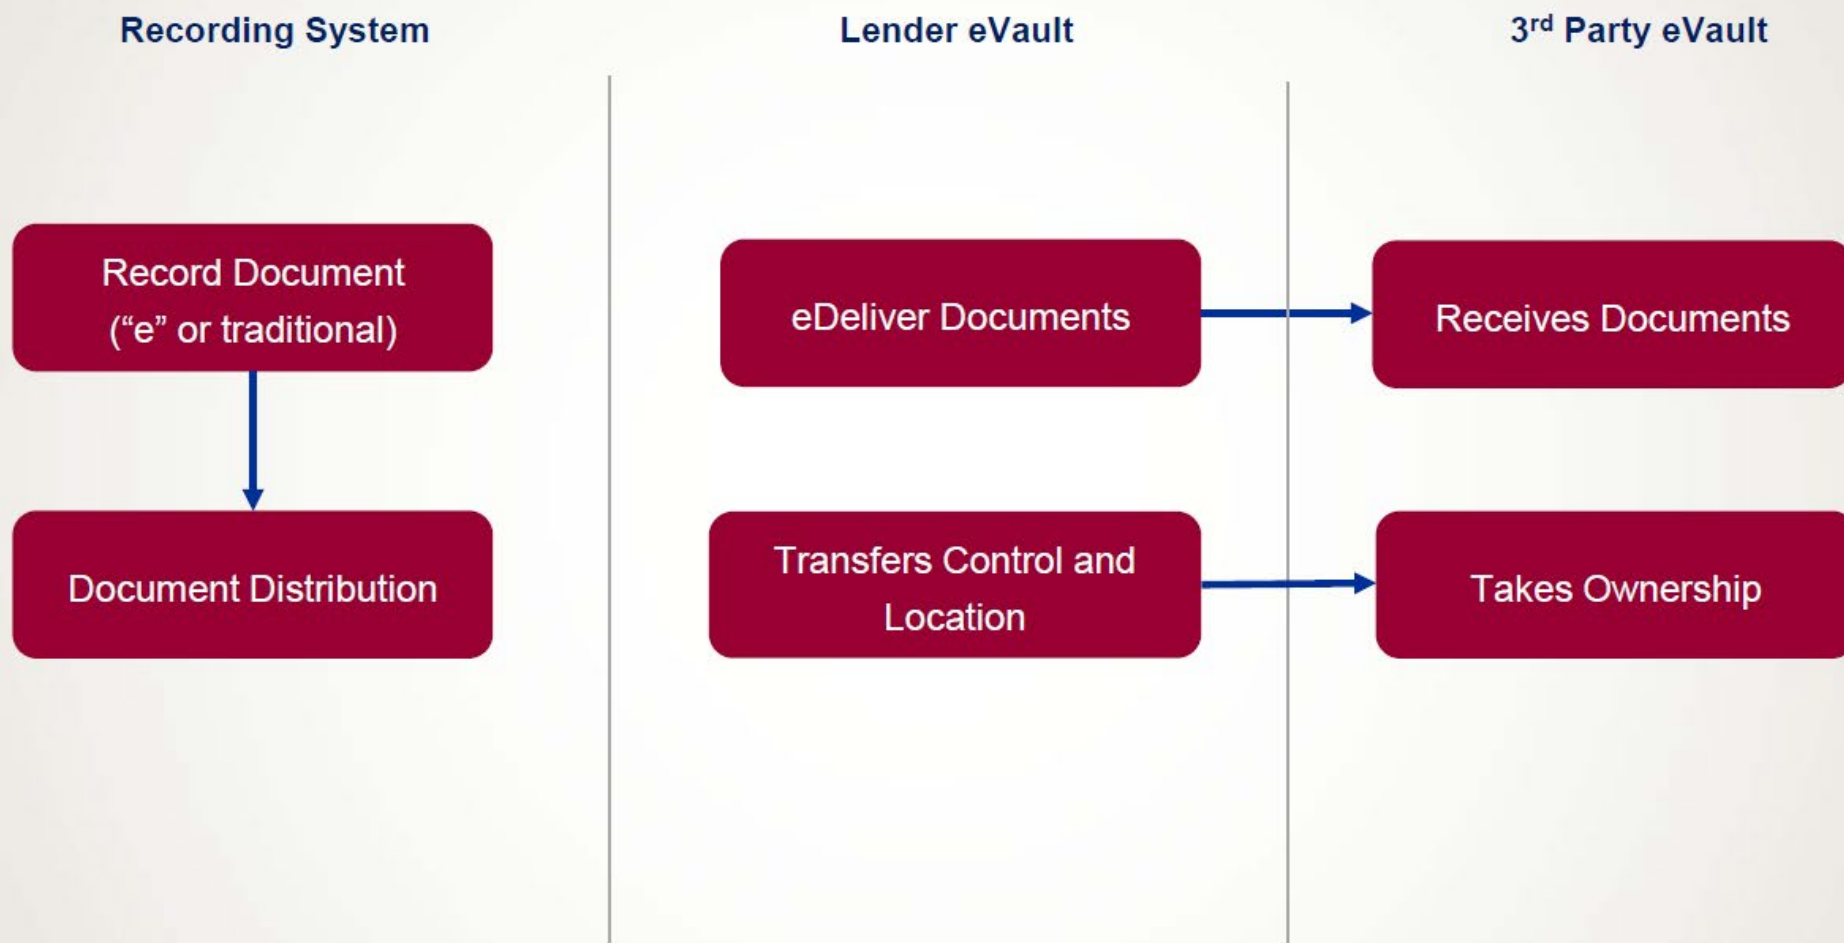 Recording System
Lender eVault
3rd Party eVault
Record Document
(“e” or traditional)
eDeliver Documents
Receives Documents
Document Distribution
Transfers Control and
Location
Takes Ownership